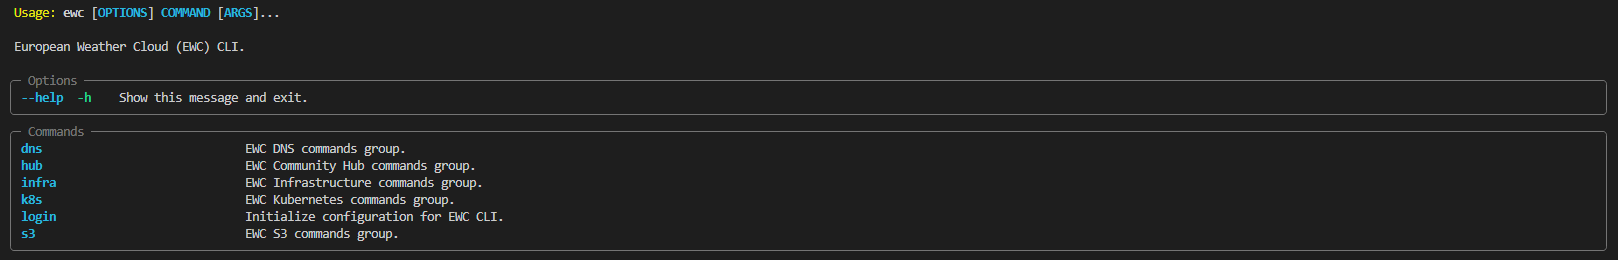 Usage: ewc [OPTIONS] COMMAND [ARGS]...
European Weather Cloud (EWC) CLI.
Options
--help -h Show this message and exit.
Commands
dns EWC DNS commands group.
hub EWC Community Hub commands group.
infra EWC Infrastructure commands group.
k8s EWC Kubernetes commands group.
login Initialize configuration for EWC CLI.
s3 EWC S3 commands group.